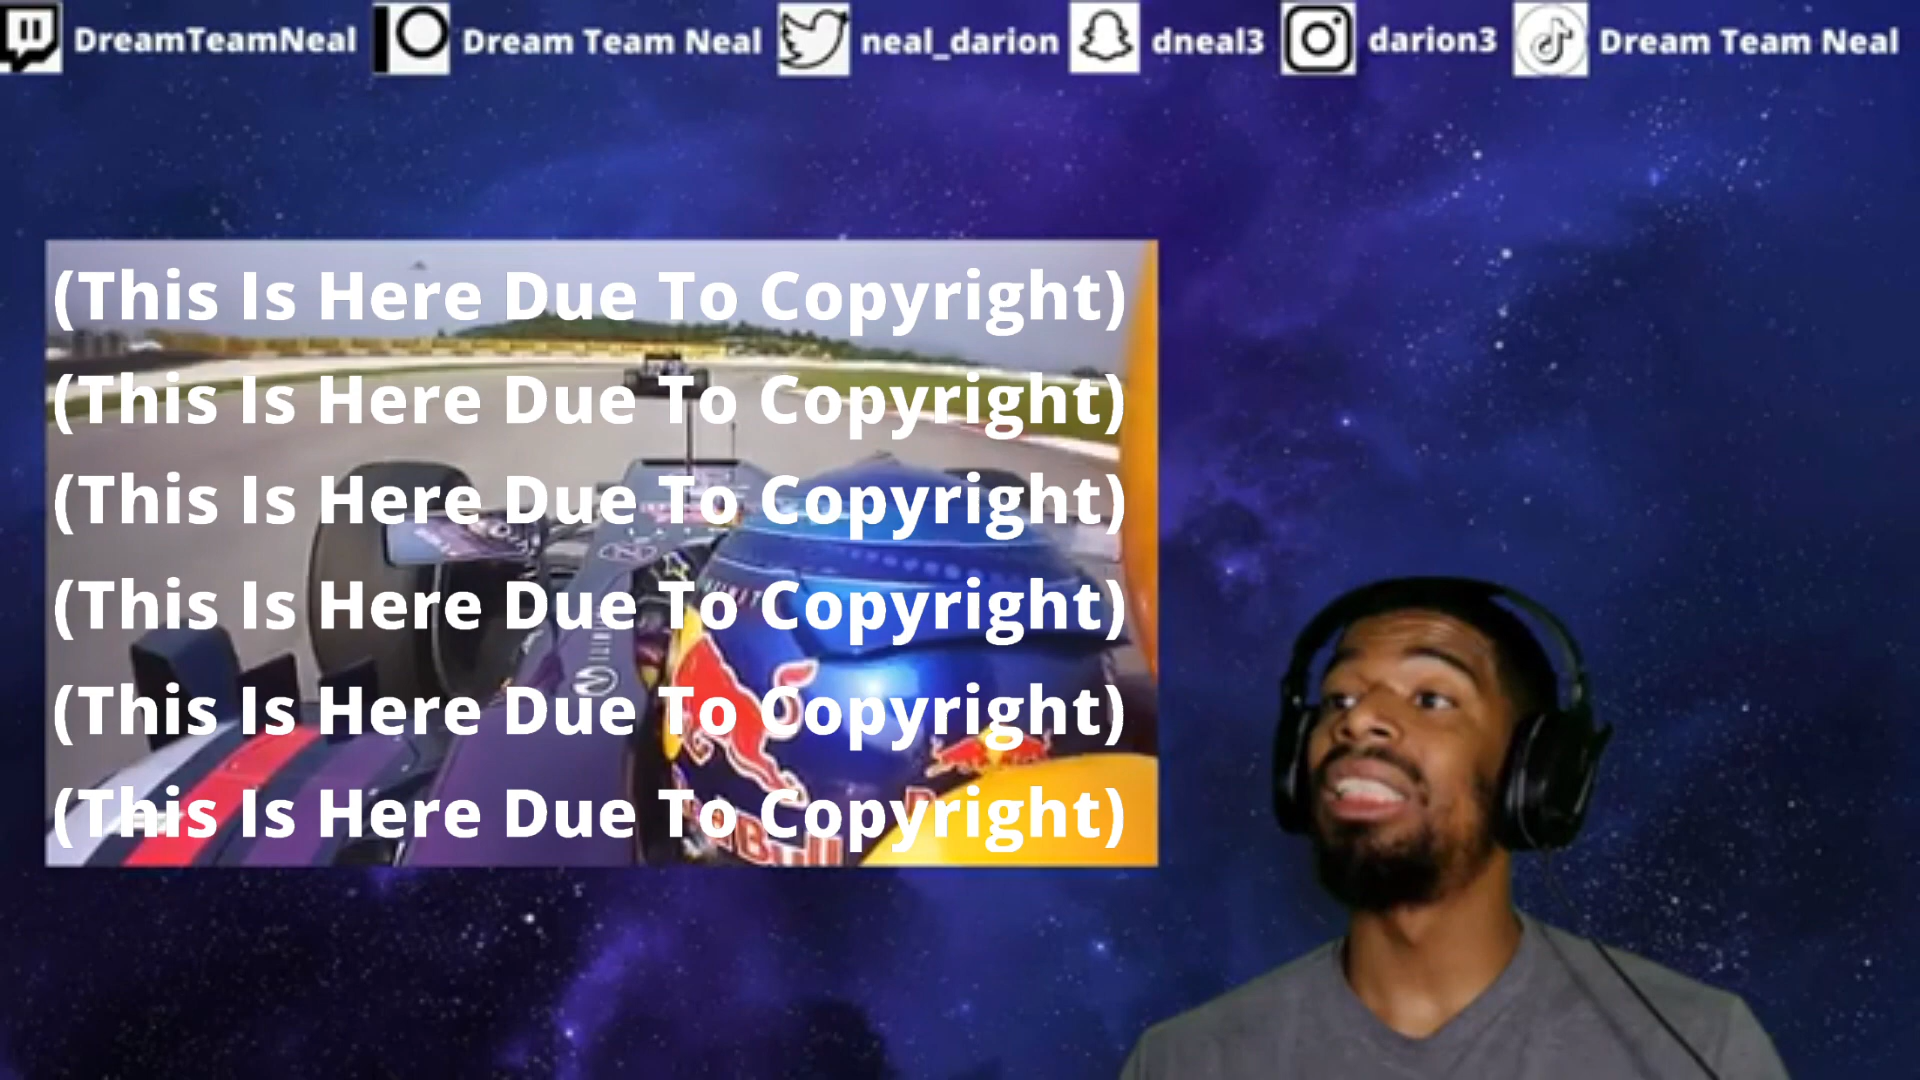 DreamTeamNeal Dream Team Neal neal_darion dneal3 darion3 Dream Team Neal
(This Is Here Due To Copyright)
(This Is Here Due To Copyright)
(This Is Here Due To Copyright)
(This Is Here Due To Copyright)
(This Is Here Due To Copyright)
(This Is Here Due To Copyright)
Red Bull